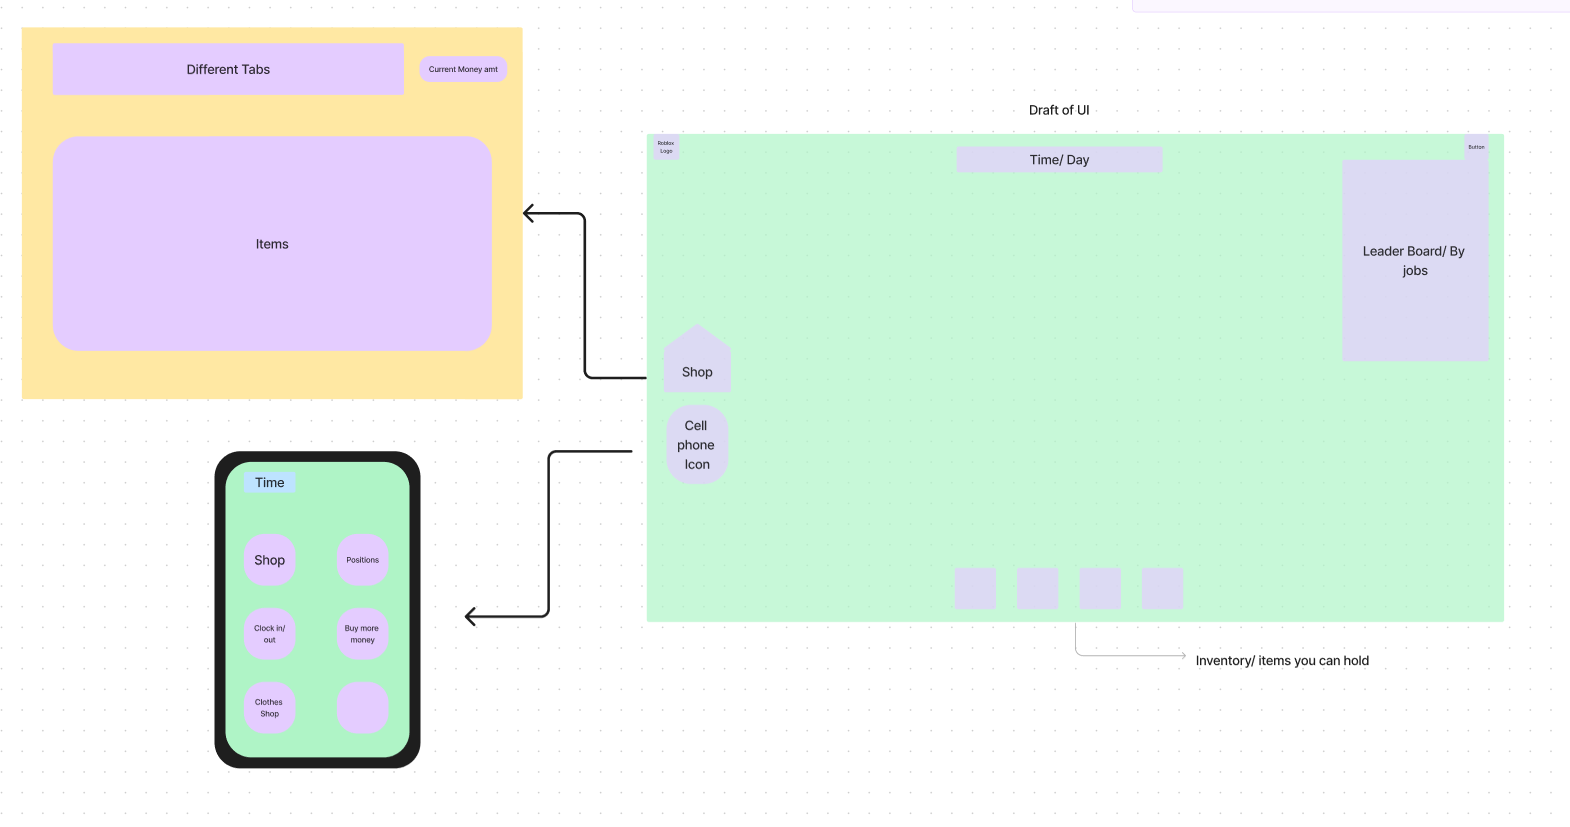 Different Tabs
Current Money amt
Items
Draft of UI
Roblox
Logo
Time/ Day
Button
Leader Board/ By
jobs
Shop
Cell
phone
Icon
Inventory/ items you can hold
Time
Shop
Positions
Clock in/
out
Buy more
money
Clothes
Shop